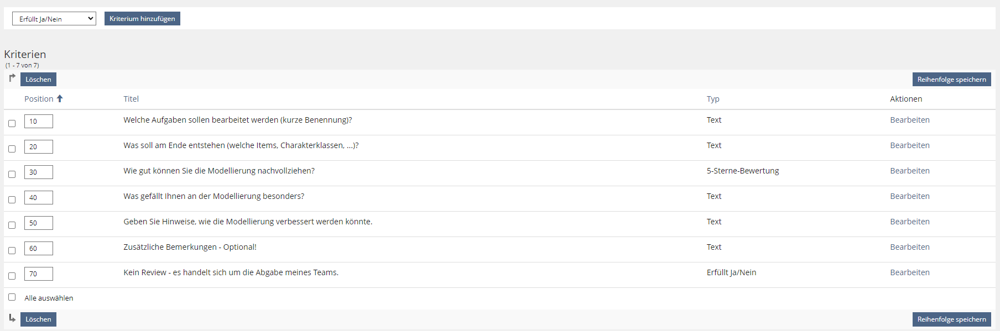 Erfüllt Ja/Nein Kriterium hinzufügen
Kriterien
(1 - 7 von 7)
Löschen Reihenfolge speichern
Position Titel Typ Aktionen
10 Welche Aufgaben sollen bearbeitet werden (kurze Benennung)? Text Bearbeiten
20 Was soll am Ende entstehen (welche Items, Charakterklassen, ...)? Text Bearbeiten
30 Wie gut können Sie die Modellierung nachvollziehen? 5-Sterne-Bewertung Bearbeiten
40 Was gefällt Ihnen an der Modellierung besonders? Text Bearbeiten
50 Geben Sie Hinweise, wie die Modellierung verbessert werden könnte. Text Bearbeiten
60 Zusätzliche Bemerkungen - Optional! Text Bearbeiten
70 Kein Review - es handelt sich um die Abgabe meines Teams. Erfüllt Ja/Nein Bearbeiten
Alle auswählen
Löschen Reihenfolge speichern